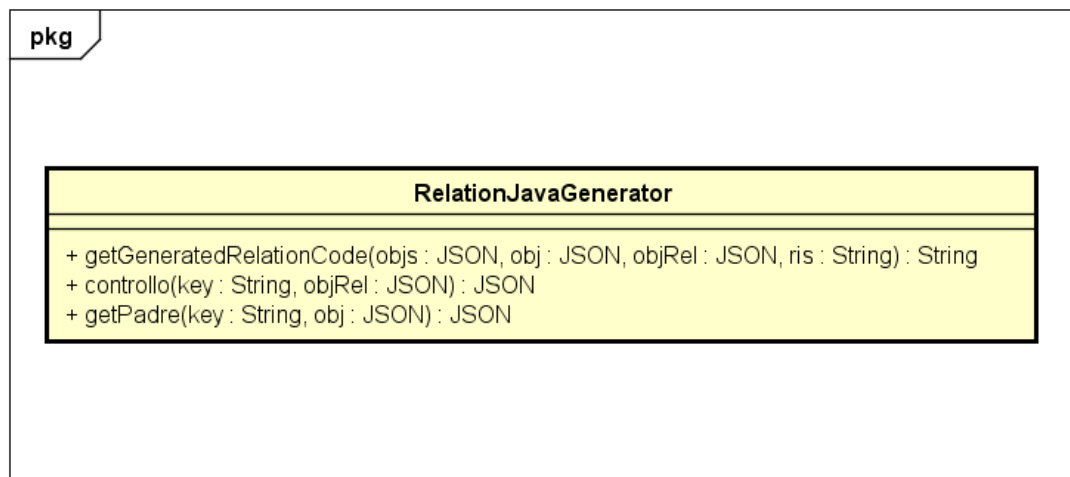 pkg
RelationJavaGenerator
+ getGeneratedRelationCode(objs : JSON, obj : JSON, objRel : JSON, ris : String) : String
+ controllo(key : String, objRel : JSON) : JSON
+ getPadre(key : String, obj : JSON) : JSON